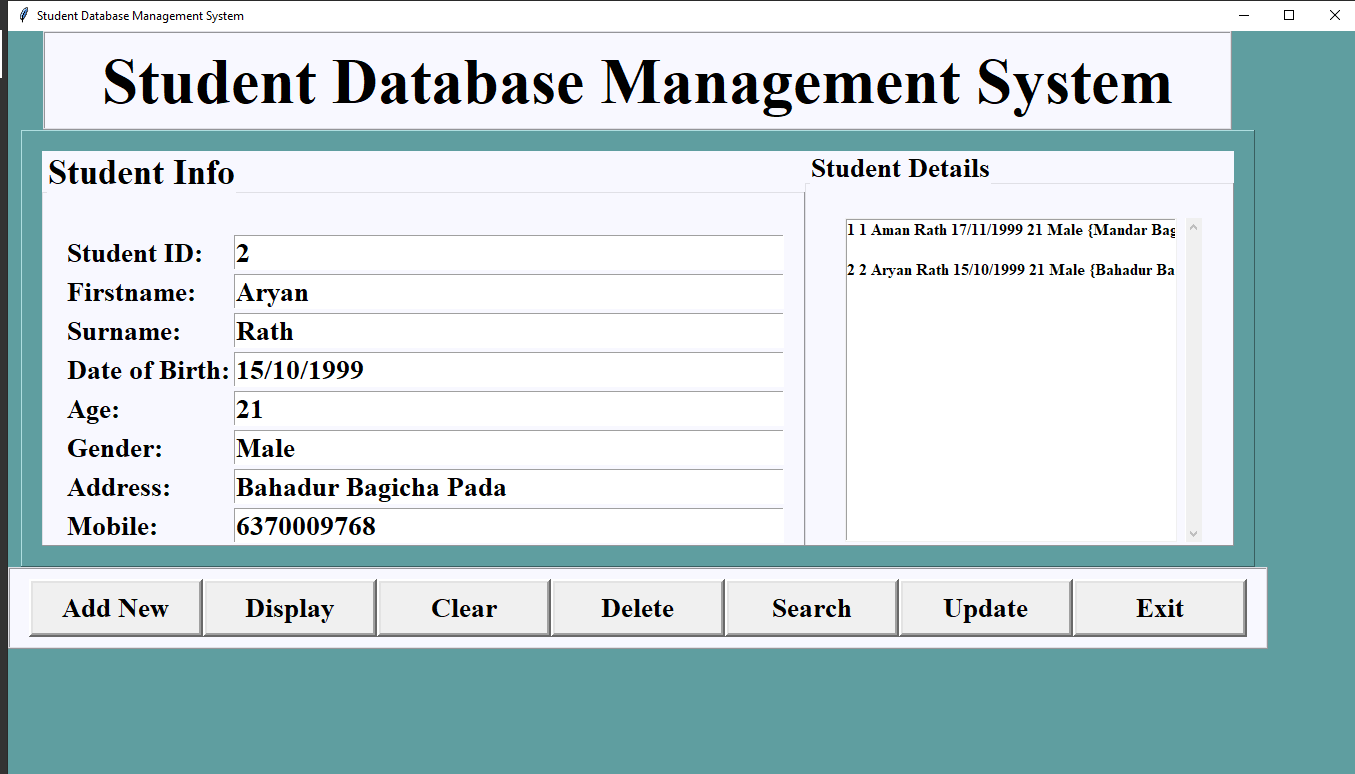 Student Database Management System
Student Database Management System
Student Info
Student ID: 2
Firstname: Aryan
Surname: Rath
Date of Birth: 15/10/1999
Age: 21
Gender: Male
Address: Bahadur Bagicha Pada
Mobile: 6370009768
Student Details
1 1 Aman Rath 17/11/1999 21 Male {Mandar Bag
2 2 Aryan Rath 15/10/1999 21 Male {Bahadur Ba
Add New Display Clear Delete Search Update Exit